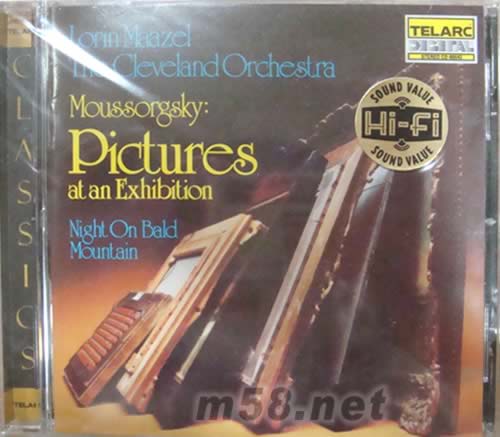 TELARC
CLASSICS
TELARC
Lorin Maazel
The Cleveland Orchestra
Moussorgsky:
Pictures
at an Exhibition
Night On Bald
Mountain
TELARC
DIGITAL
SOUND VALUE
Hi-Fi
SOUND VALUE
m58.net